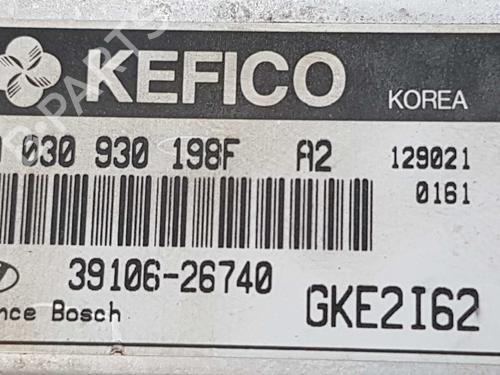 KEFICO KOREA
030 930 198F A2 129021
0161
39106-26740
GKE2I62
nce Bosch